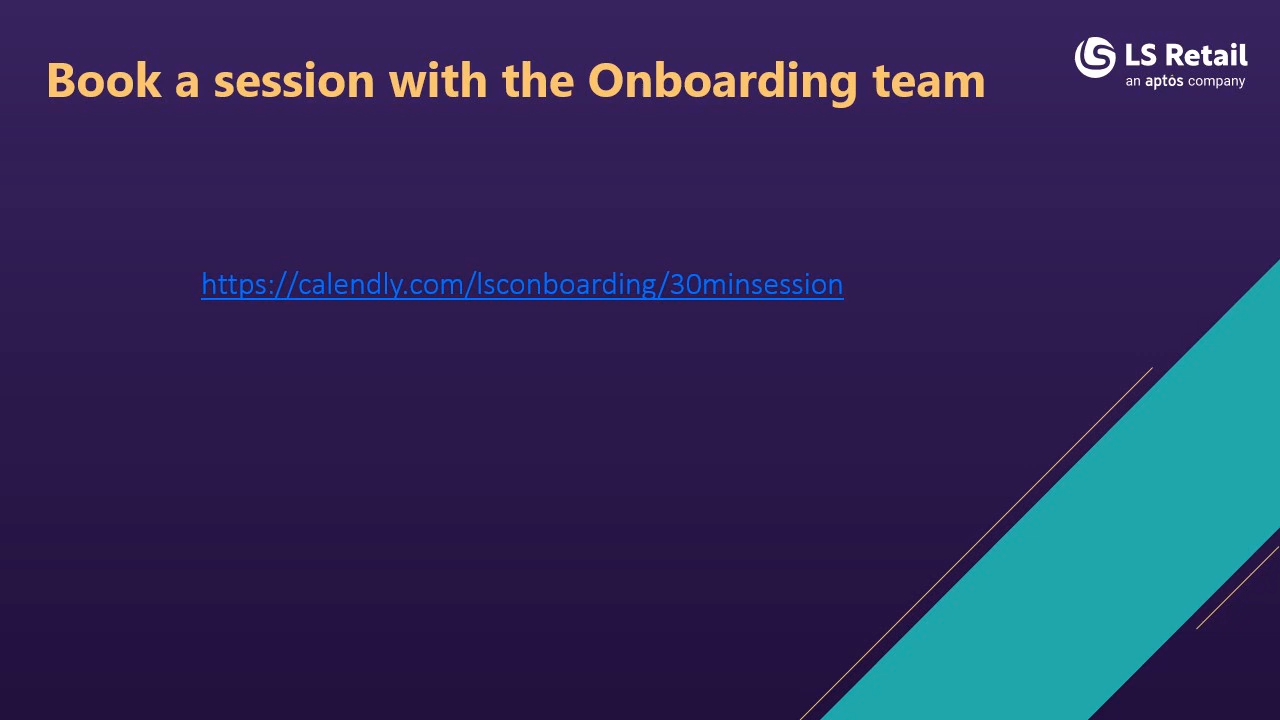 Book a session with the Onboarding team
LS Retail
an aptos company
https://calendly.com/lsconboarding/30minsession